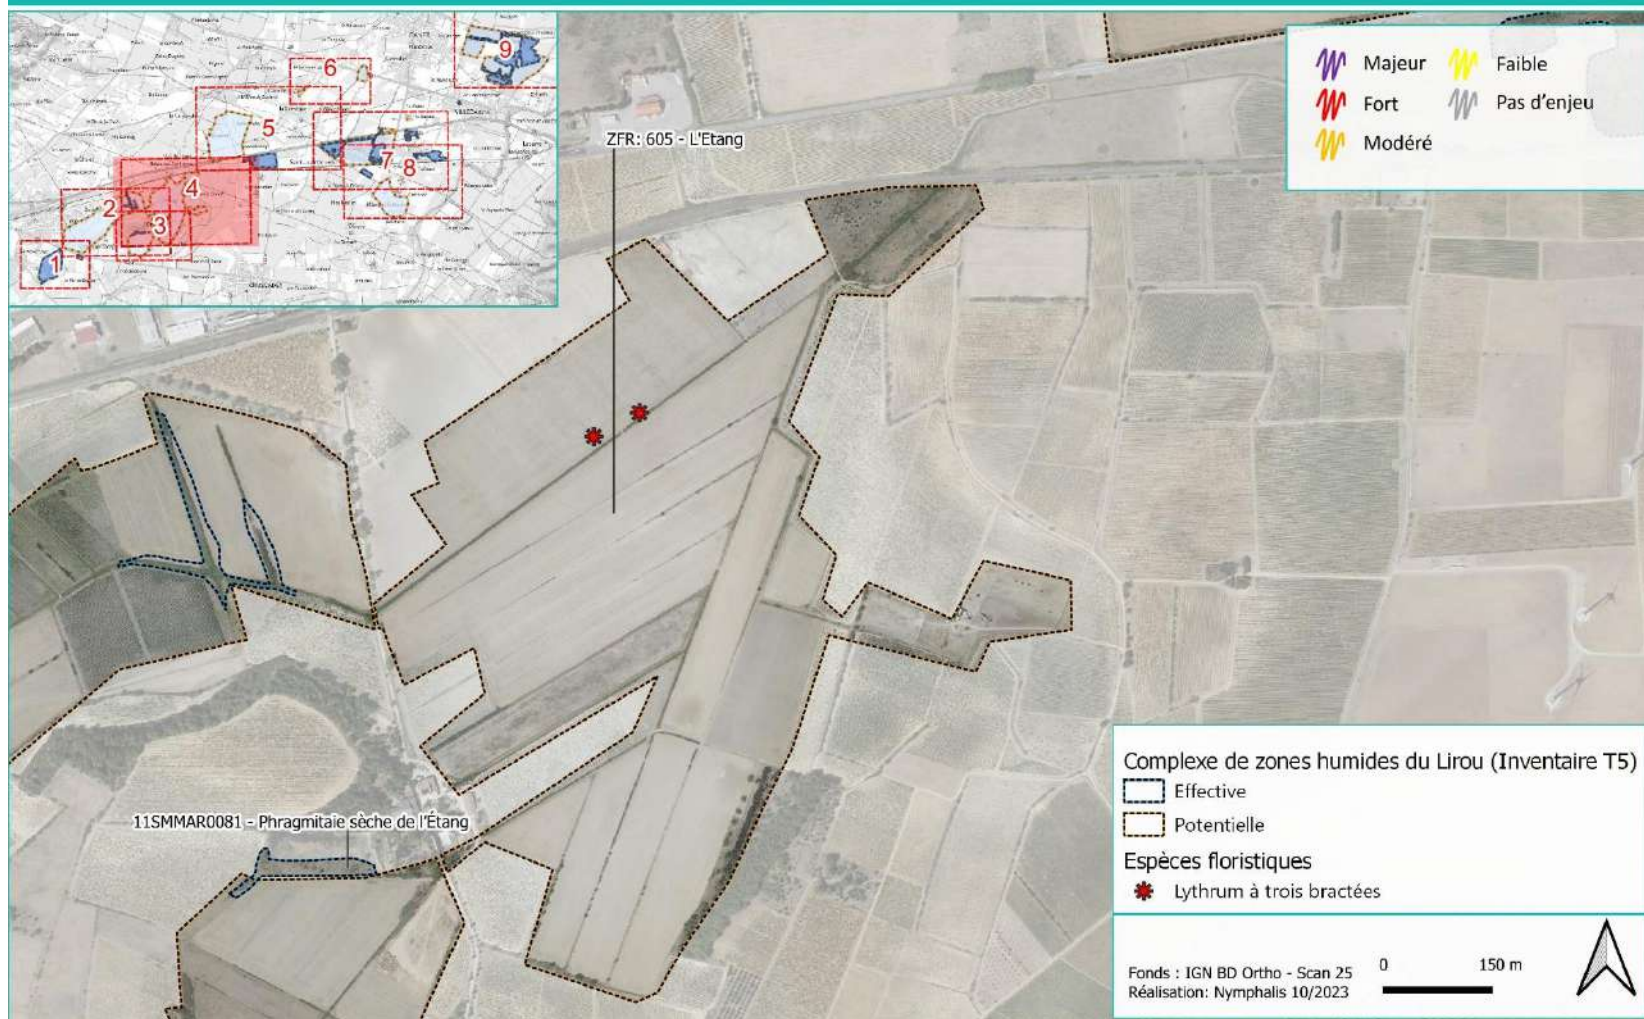 1
2
3
4
5
6
7
8
9
ZFR: 605 - L'Etang
Majeur
Faible
Fort
Pas d'enjeu
Modéré
11SMMAR0081 - Phragmitaie sèche de l'Étang
Complexe de zones humides du Lirou (Inventaire T5)
Effective
Potentielle
Espèces floristiques
Lythrum à trois bractées
Fonds : IGN BD Ortho - Scan 25
Réalisation: Nymphalis 10/2023
0 150 m